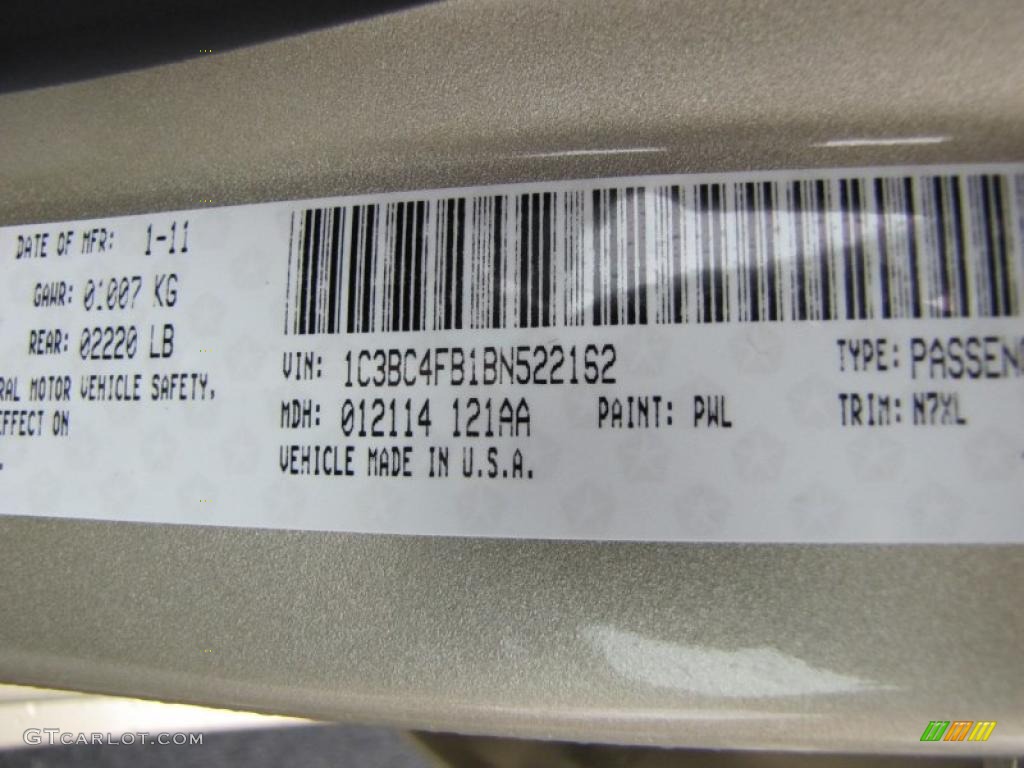 DATE OF MFR: 1-11
GAWR: 0:007 KG
REAR: 02220 LB
RAL MOTOR VEHICLE SAFETY,
EFFECT ON
VIN: 1C3BC4FB1BN522162
MDH: 012114 121AA
PAINT: PWL
VEHICLE MADE IN U.S.A.
TYPE: PASSENG
TRIM: N7XL
GTCARLOT.COM